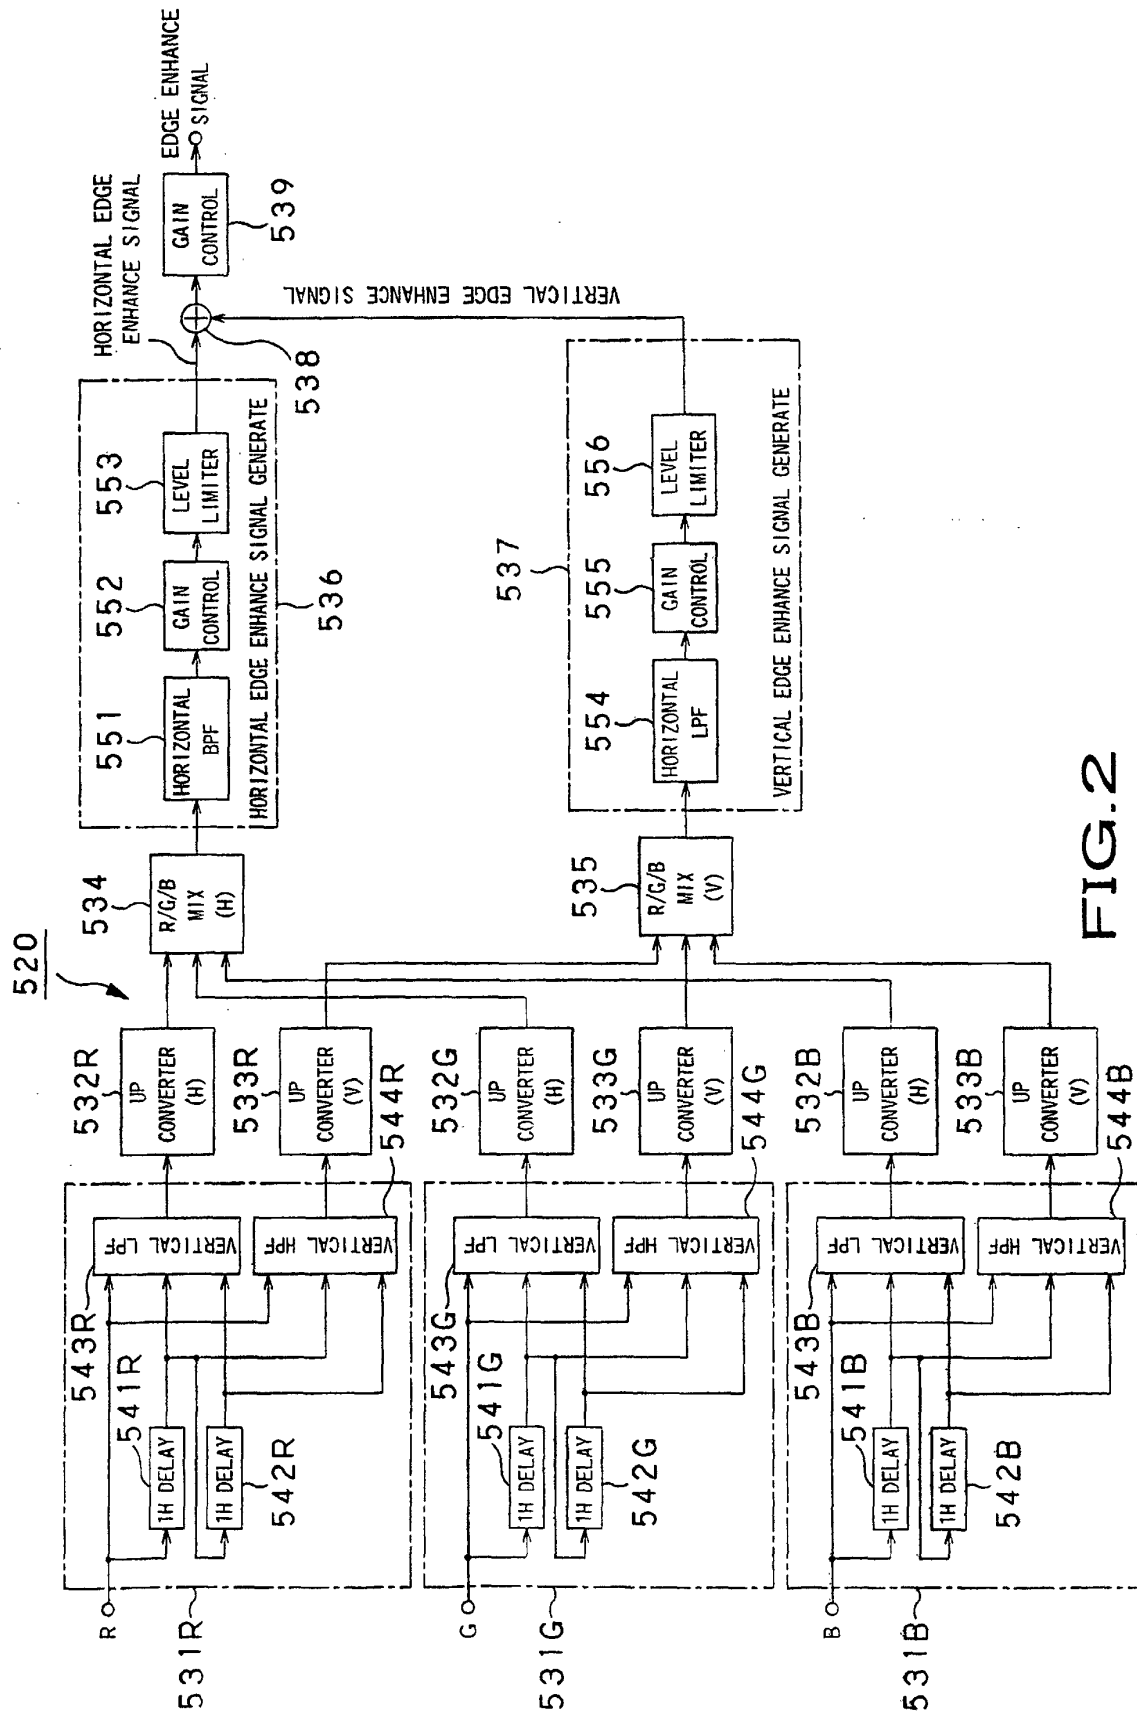 520
R
531R
541R
1H DELAY
542R
1H DELAY
543R
VERTICAL LPF
VERTICAL HPF
544R
532R
UP
CONVERTER
(H)
533R
UP
CONVERTER
(V)
G
531G
541G
1H DELAY
542G
1H DELAY
543G
VERTICAL LPF
VERTICAL HPF
544G
532G
UP
CONVERTER
(H)
533G
UP
CONVERTER
(V)
B
531B
541B
1H DELAY
542B
1H DELAY
543B
VERTICAL LPF
VERTICAL HPF
544B
532B
UP
CONVERTER
(H)
533B
UP
CONVERTER
(V)
534
R/G/B
MIX
(H)
535
R/G/B
MIX
(V)
551
HORIZONTAL
BPF
552
GAIN
CONTROL
553
LEVEL
LIMITER
HORIZONTAL EDGE ENHANCE SIGNAL GENERATE
536
537
554
HORIZONTAL
LPF
555
GAIN
CONTROL
556
LEVEL
LIMITER
VERTICAL EDGE ENHANCE SIGNAL GENERATE
HORIZONTAL EDGE
ENHANCE SIGNAL
538
VERTICAL EDGE ENHANCE SIGNAL
GAIN
CONTROL
539
EDGE ENHANCE
SIGNAL
FIG.2